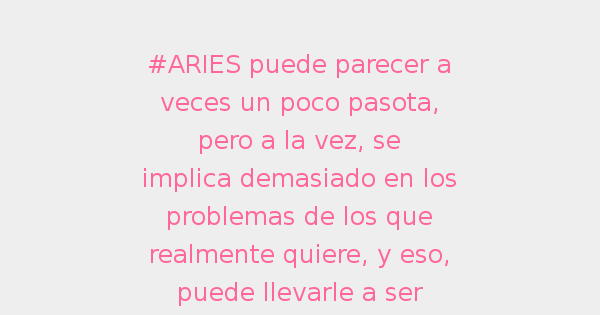 #ARIES puede parecer a
veces un poco pasota,
pero a la vez, se
implica demasiado en los
problemas de los que
realmente quiere, y eso,
puede llevarle a ser